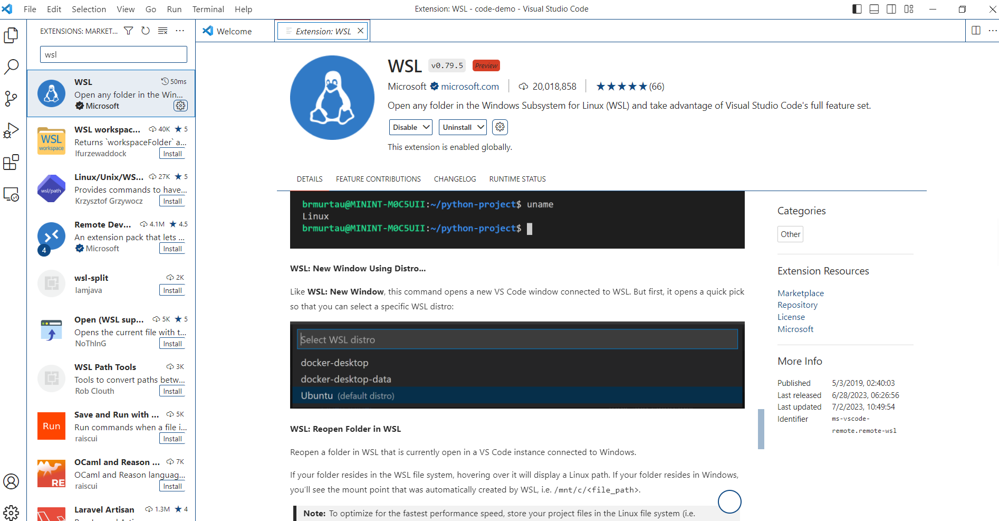 File Edit Selection View Go Run Terminal Help
Extension: WSL - code-demo - Visual Studio Code
EXTENSIONS: MARKET...
wsl
WSL 50ms
Open any folder in the Win...
Microsoft
WSL workspac... 40K 5
Returns `workspaceFolder` a...
lfurzewaddock Install
WSL
workspace
Linux/Unix/WS... 27K 5
Provides commands to have...
Krzysztof Grzywocz Install
wsl/path
Remote Dev... 4.1M 4.5
An extension pack that lets ...
Microsoft Install
4
wsl-split 2K
Iamjava Install
Open (WSL sup... 5K 5
Opens the current file with t...
NoThInG Install
WSL Path Tools 3K
Tools to convert paths betw...
Rob Clouth Install
Save and Run with ... 5K
Run commands when a file i...
raiscui Install
Run
OCaml and Reason ... 7K
OCaml and Reason languag...
raiscui Install
RE
Laravel Artisan 1.3M 4
Welcome
Extension: WSL
WSL v0.79.5 Preview
Microsoft microsoft.com 20,018,858 (66)
Open any folder in the Windows Subsystem for Linux (WSL) and take advantage of Visual Studio Code's full feature set.
Disable Uninstall
This extension is enabled globally.
DETAILS FEATURE CONTRIBUTIONS CHANGELOG RUNTIME STATUS
brmurtau@MININT-M0C5UII:~/python-project$ uname
Linux
brmurtau@MININT-M0C5UII:~/python-project$
WSL: New Window Using Distro...
Like WSL: New Window, this command opens a new VS Code window connected to WSL. But first, it opens a quick pick
so that you can select a specific WSL distro:
Select WSL distro
docker-desktop
docker-desktop-data
Ubuntu (default distro)
WSL: Reopen Folder in WSL
Reopen a folder in WSL that is currently open in a VS Code instance connected to Windows.
If your folder resides in the WSL file system, hovering over it will display a Linux path. If your folder resides in Windows,
you'll see the mount point that was automatically created by WSL, i.e. /mnt/c/<file_path>.
Note: To optimize for the fastest performance speed, store your project files in the Linux file system (i.e.
Categories
Other
Extension Resources
Marketplace
Repository
License
Microsoft
More Info
Published 5/3/2019, 02:40:03
Last released 6/28/2023, 06:26:56
Last updated 7/2/2023, 10:49:54
Identifier ms-vscode-
remote.remote-wsl